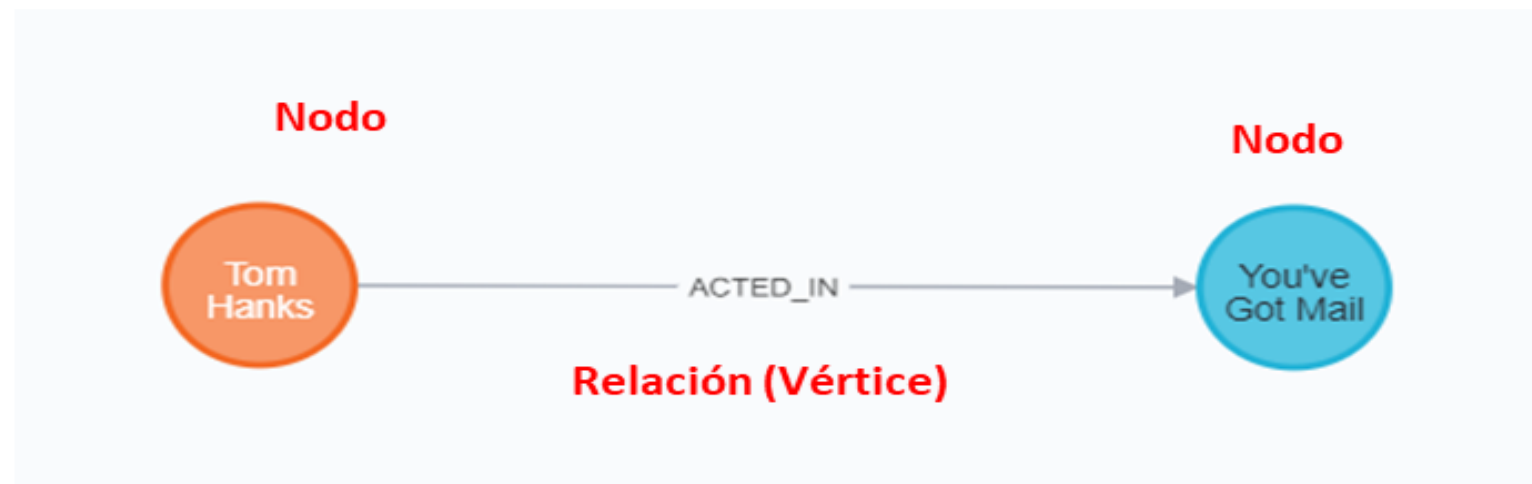 Nodo
Nodo
Tom
Hanks
ACTED_IN
You've
Got Mail
Relación (Vértice)